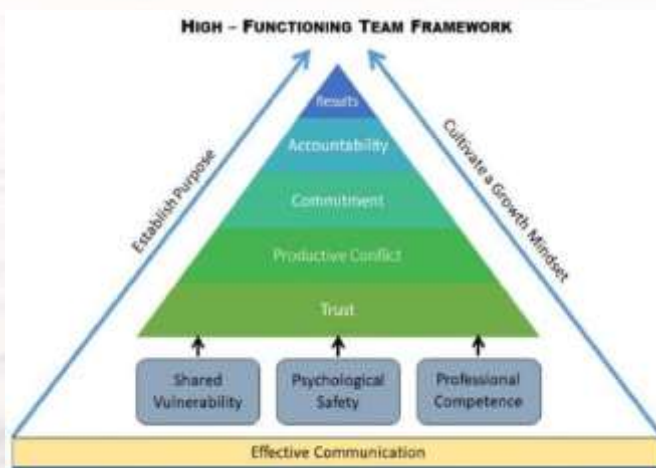 HIGH – FUNCTIONING TEAM FRAMEWORK
Establish Purpose
Cultivate a Growth Mindset
Results
Accountability
Commitment
Productive Conflict
Trust
Shared
Vulnerability
Psychological
Safety
Professional
Competence
Effective Communication